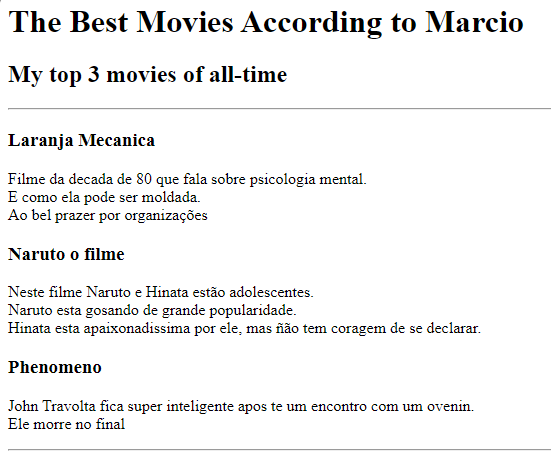 The Best Movies According to Marcio
My top 3 movies of all-time
Laranja Mecanica
Filme da decada de 80 que fala sobre psicologia mental.
E como ela pode ser moldada.
Ao bel prazer por organizações
Naruto o filme
Neste filme Naruto e Hinata estão adolescentes.
Naruto esta gosando de grande popularidade.
Hinata esta apaixonadissima por ele, mas ñão tem coragem de se declarar.
Phenomeno
John Travolta fica super inteligente apos te um encontro com um ovenin.
Ele morre no final